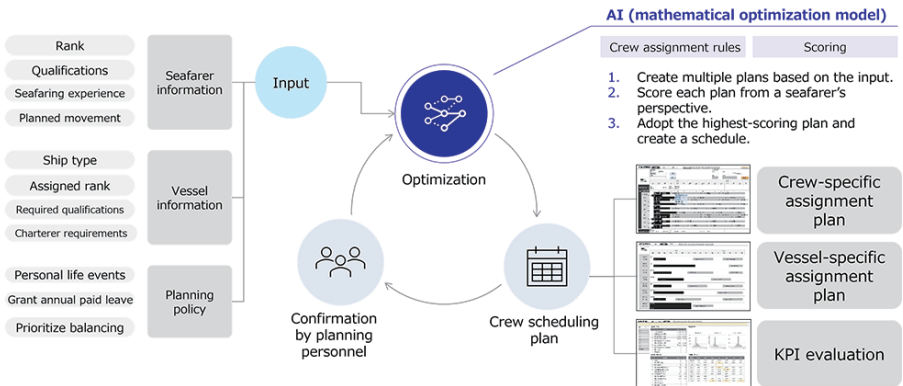 AI (mathematical optimization model)
Crew assignment rules
Scoring
1. Create multiple plans based on the input.
2. Score each plan from a seafarer's
perspective.
3. Adopt the highest-scoring plan and
create a schedule.
Rank
Qualifications
Seafaring experience
Planned movement
Seafarer
information
Ship type
Assigned rank
Required qualifications
Charterer requirements
Vessel
information
Personal life events
Grant annual paid leave
Prioritize balancing
Planning
policy
Input
Optimization
Crew scheduling
plan
Confirmation
by planning
personnel
Crew-specific
assignment
plan
Vessel-specific
assignment
plan
KPI evaluation